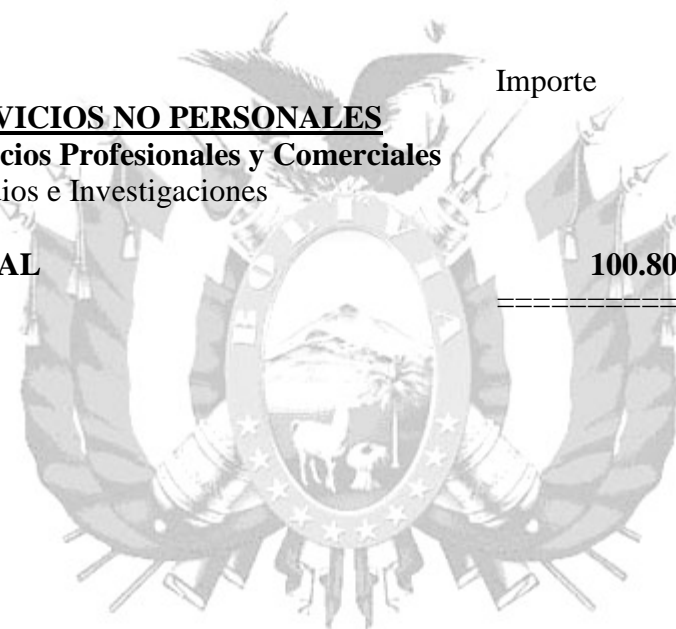 Importe
VICIOS NO PERSONALES
cios Profesionales y Comerciales
ios e Investigaciones
AL 100.80
===========